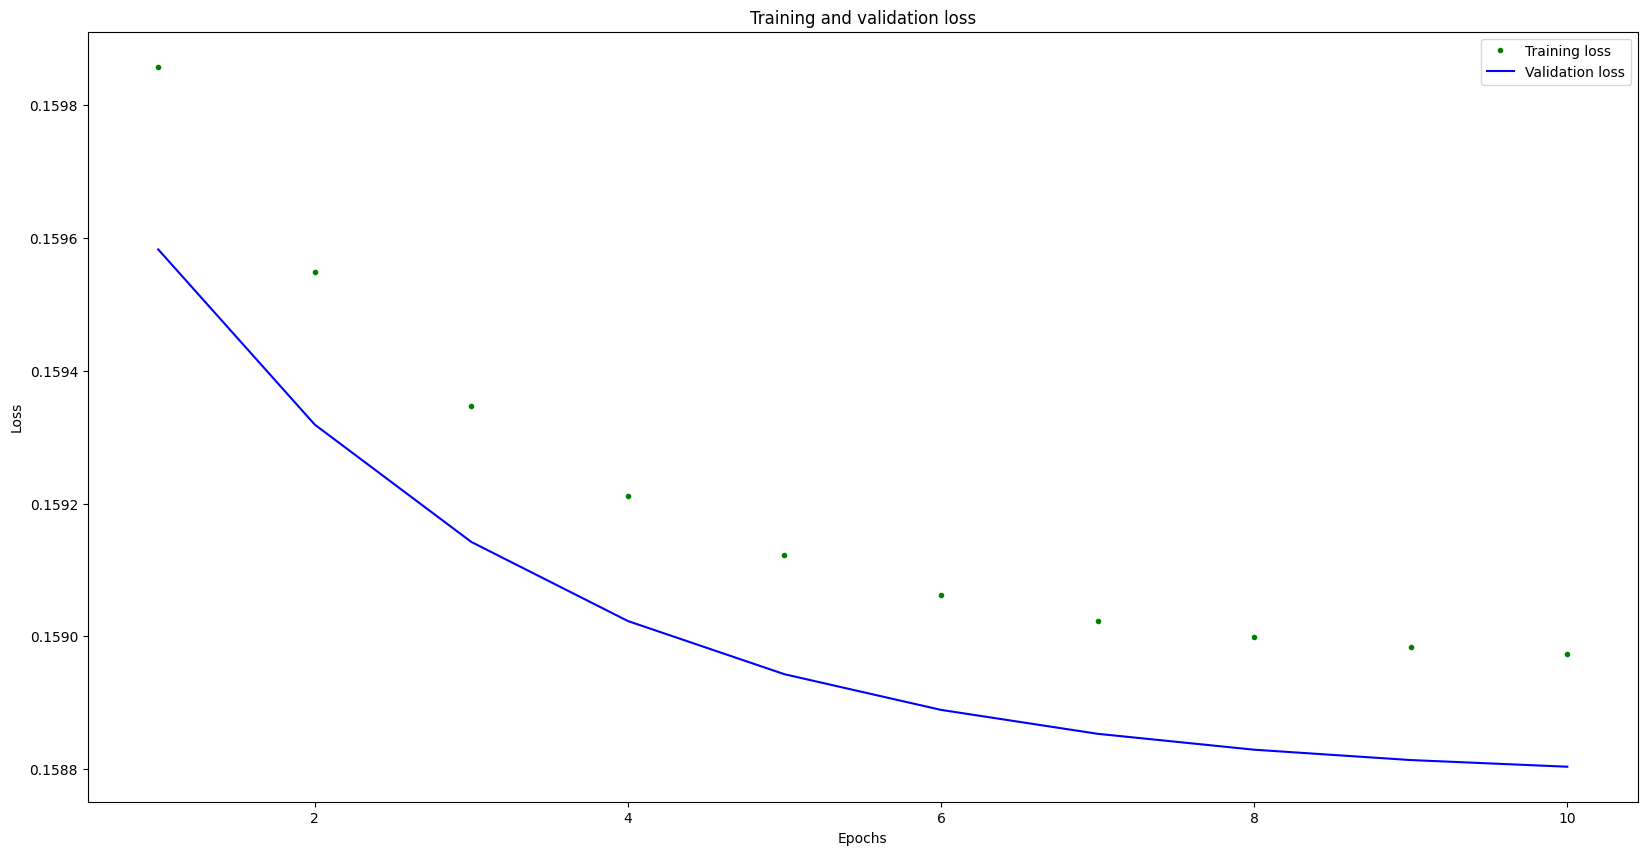 Training and validation loss
Training loss
Validation loss
0.1598
0.1596
0.1594
0.1592
0.1590
0.1588
Loss
2 4 6 8 10
Epochs